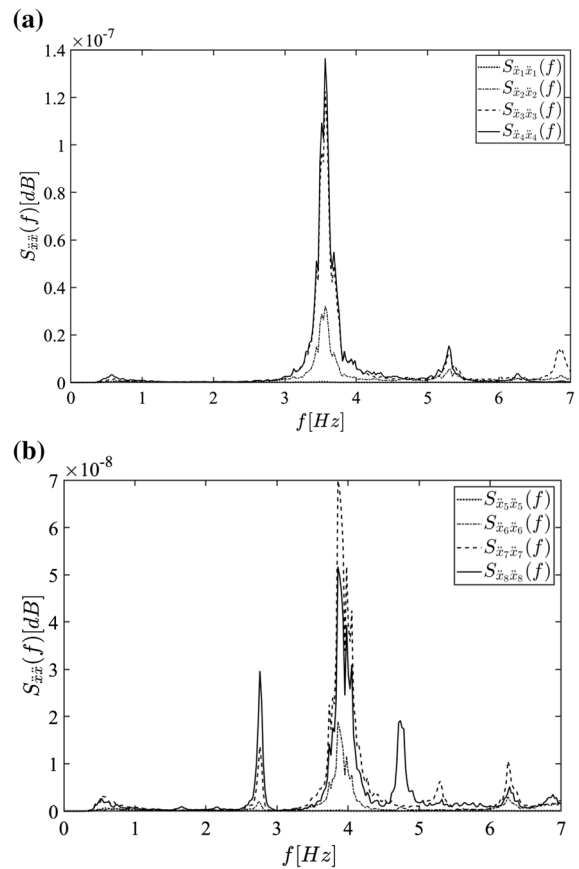 (a)
×10⁻⁷
1.4
1.2
1
0.8
0.6
0.4
0.2
0
0 1 2 3 4 5 6 7
S_{ẍẍ}(f)[dB]
f[Hz]
S_{ẍ₁ẍ₁}(f)
S_{ẍ₂ẍ₂}(f)
S_{ẍ₃ẍ₃}(f)
S_{ẍ₄ẍ₄}(f)
(b)
×10⁻⁸
7
6
5
4
3
2
1
0
0 1 2 3 4 5 6 7
S_{ẍẍ}(f)[dB]
f[Hz]
S_{ẍ₅ẍ₅}(f)
S_{ẍ₆ẍ₆}(f)
S_{ẍ₇ẍ₇}(f)
S_{ẍ₈ẍ₈}(f)